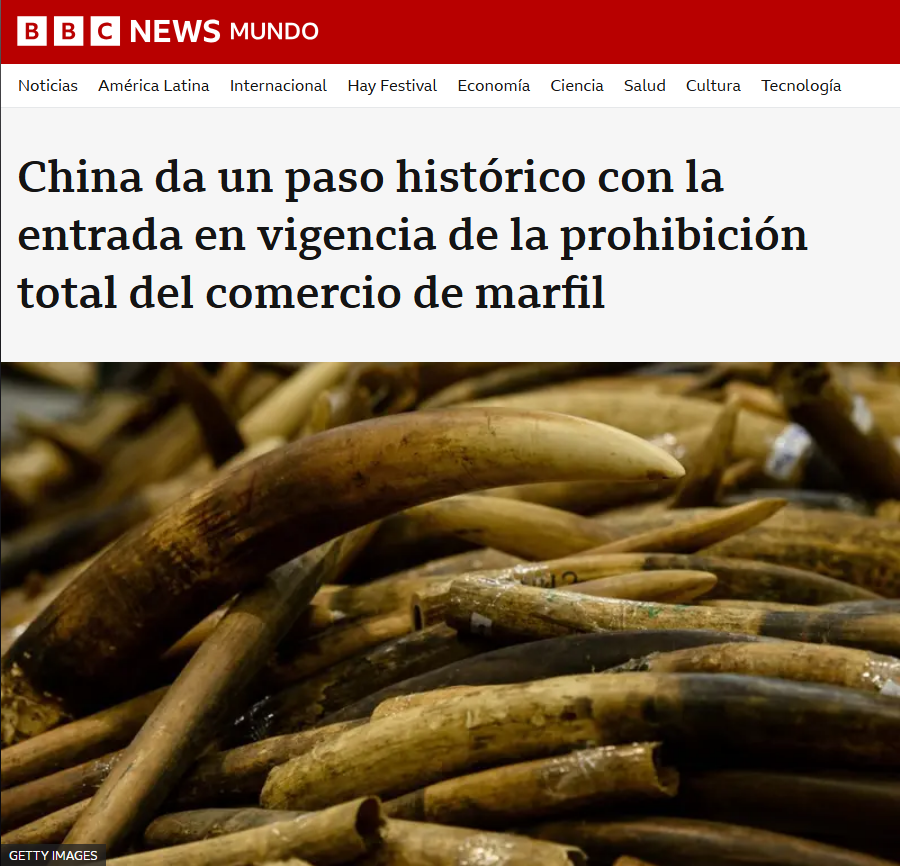 BBC NEWS MUNDO
Noticias América Latina Internacional Hay Festival Economía Ciencia Salud Cultura Tecnología
China da un paso histórico con la
entrada en vigencia de la prohibición
total del comercio de marfil
GETTY IMAGES